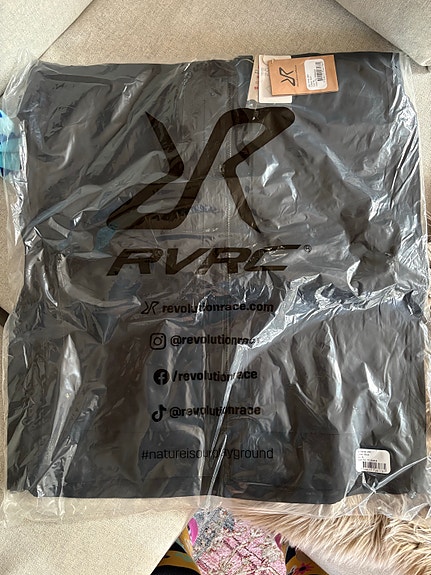 RVRC®
revolutionrace.com
@revolutionrace
/revolutionrace
@revolutionrace
#natureisourplayground